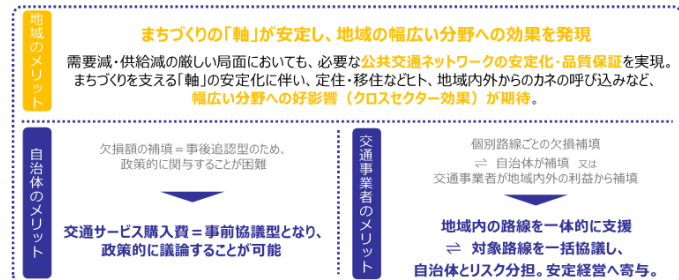 地域のメリット
まちづくりの「軸」が安定し、地域の幅広い分野への効果を発現
需要減・供給減の厳しい局面においても、必要な公共交通ネットワークの安定化・品質保証を実現。
まちづくりを支える「軸」の安定化に伴い、定住・移住などヒト、地域内外からのカネの呼び込みなど、
幅広い分野への好影響（クロスセクター効果）が期待。
自治体のメリット
欠損額の補填＝事後追認型のため、
政策的に関与することが困難
交通サービス購入費＝事前協議型となり、
政策的に議論することが可能
交通事業者のメリット
個別路線ごとの欠損補填
⇌ 自治体が補填 又は
交通事業者が地域内外の利益から補填
地域内の路線を一体的に支援
⇌ 対象路線を一括協議し、
自治体とリスク分担。安定経営へ寄与。